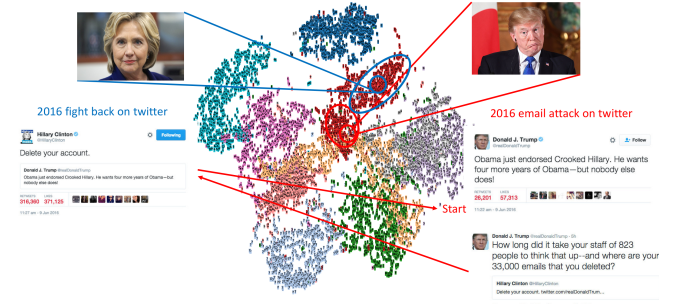 2016 fight back on twitter
Hillary Clinton
@HillaryClinton
Following
Delete your account.
Donald J. Trump @realDonaldTrump
Obama just endorsed Crooked Hillary. He wants four more years of Obama—but
nobody else does!
RETWEETS LIKES
316,360 371,125
11:27 am - 9 Jun 2016
2016 email attack on twitter
Donald J. Trump
@realDonaldTrump
Follow
Obama just endorsed Crooked Hillary. He wants
four more years of Obama—but nobody else
does!
RETWEETS LIKES
26,201 57,313
11:22 am - 9 Jun 2016
Start
Donald J. Trump @realDonaldTrump · 5h
How long did it take your staff of 823
people to think that up--and where are your
33,000 emails that you deleted?
Hillary Clinton @HillaryClinton
Delete your account. twitter.com/realDonaldTrum...